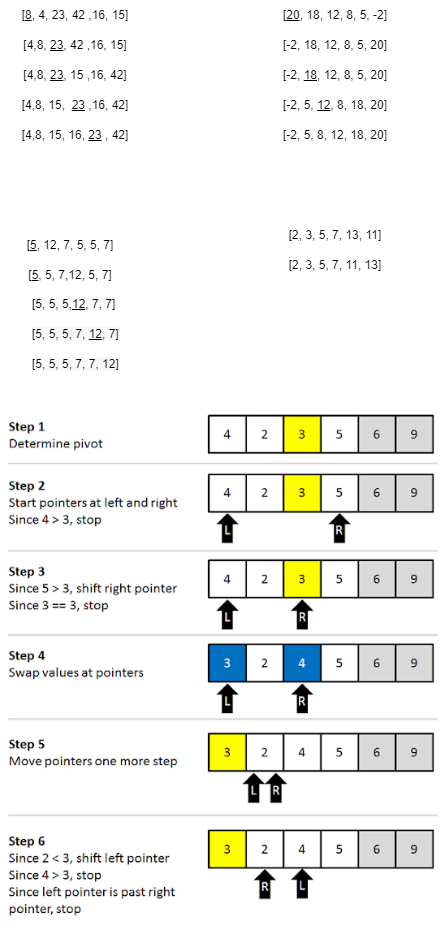 [8, 4, 23, 42 ,16, 15]
[4,8, 23, 42 ,16, 15]
[4,8, 23, 15 ,16, 42]
[4,8, 15,  23 ,16, 42]
[4,8, 15, 16, 23 , 42]
[20, 18, 12, 8, 5, -2]
[-2, 18, 12, 8, 5, 20]
[-2, 18, 12, 8, 5, 20]
[-2, 5, 12, 8, 18, 20]
[-2, 5, 8, 12, 18, 20]
[5, 12, 7, 5, 5, 7]
[5, 5, 7,12, 5, 7]
[5, 5, 5,12, 7, 7]
[5, 5, 5, 7, 12, 7]
[5, 5, 5, 7, 7, 12]
[2, 3, 5, 7, 13, 11]
[2, 3, 5, 7, 11, 13]
Step 1
Determine pivot
4 2 3 5 6 9
Step 2
Start pointers at left and right
Since 4 > 3, stop
4 2 3 5 6 9
L R
Step 3
Since 5 > 3, shift right pointer
Since 3 == 3, stop
4 2 3 5 6 9
L R
Step 4
Swap values at pointers
3 2 4 5 6 9
L R
Step 5
Move pointers one more step
3 2 4 5 6 9
L R
Step 6
Since 2 < 3, shift left pointer
Since 4 > 3, stop
Since left pointer is past right
pointer, stop
3 2 4 5 6 9
R L